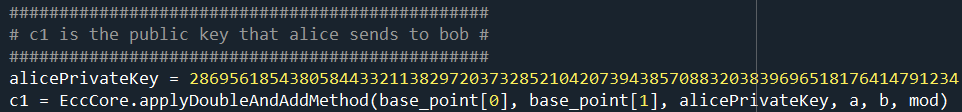 ################################################
# c1 is the public key that alice sends to bob #
################################################
alicePrivateKey = 28695618543805844332113829720373285210420739438570883203839696518176414791234
c1 = EccCore.applyDoubleAndAddMethod(base_point[0], base_point[1], alicePrivateKey, a, b, mod)